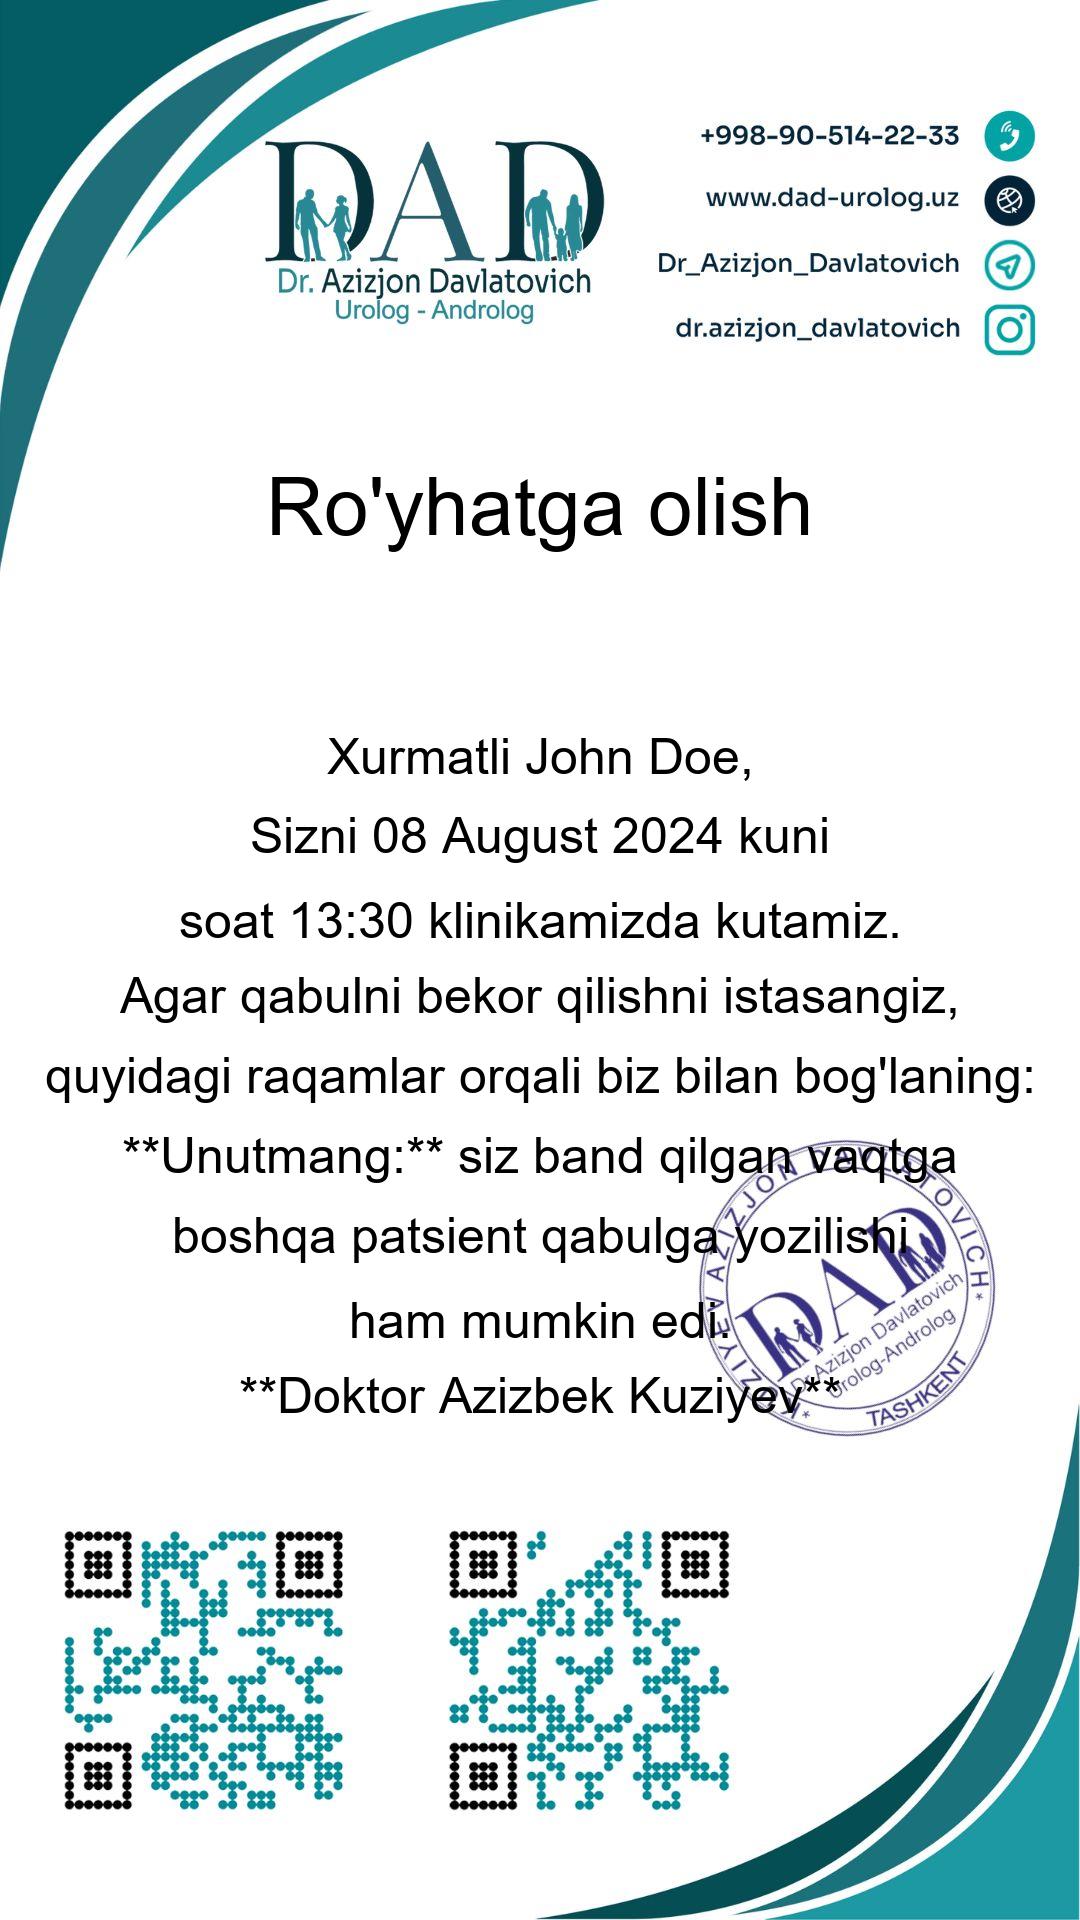 DAD
Dr. Azizjon Davlatovich
Urolog - Androlog
+998-90-514-22-33
www.dad-urolog.uz
Dr_Azizjon_Davlatovich
dr.azizjon_davlatovich
Ro'yhatga olish
Xurmatli John Doe,
Sizni 08 August 2024 kuni
soat 13:30 klinikamizda kutamiz.
Agar qabulni bekor qilishni istasangiz,
quyidagi raqamlar orqali biz bilan bog'laning:
**Unutmang:** siz band qilgan vaqtga
boshqa patsient qabulga yozilishi
ham mumkin edi.
**Doktor Azizbek Kuziyev**
*KUZIYEV AZIZJON DAVLATOVICH*
DAD
Dr.Azizjon Davlatovich
Urolog-Androlog
TASHKENT